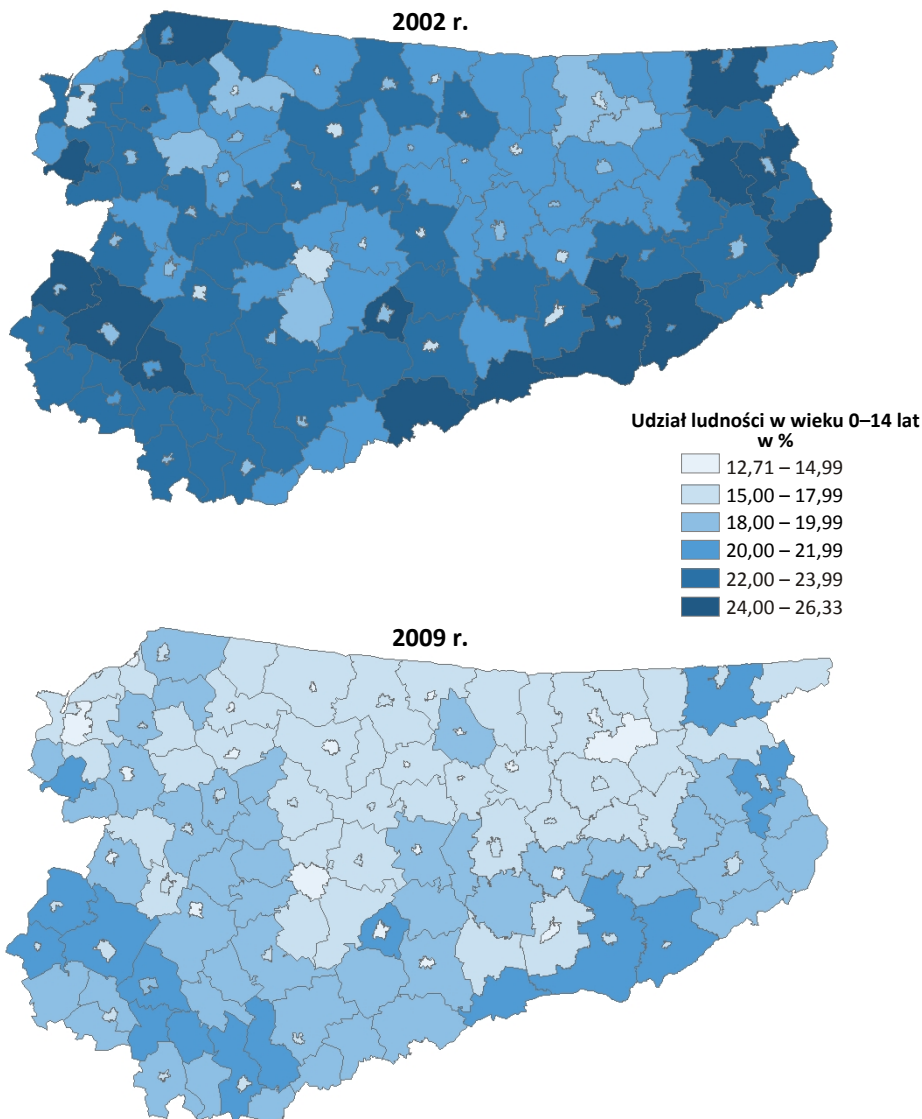 2002 r.
Udział ludności w wieku 0–14 lat
w %
12,71 – 14,99
15,00 – 17,99
18,00 – 19,99
20,00 – 21,99
22,00 – 23,99
24,00 – 26,33
2009 r.